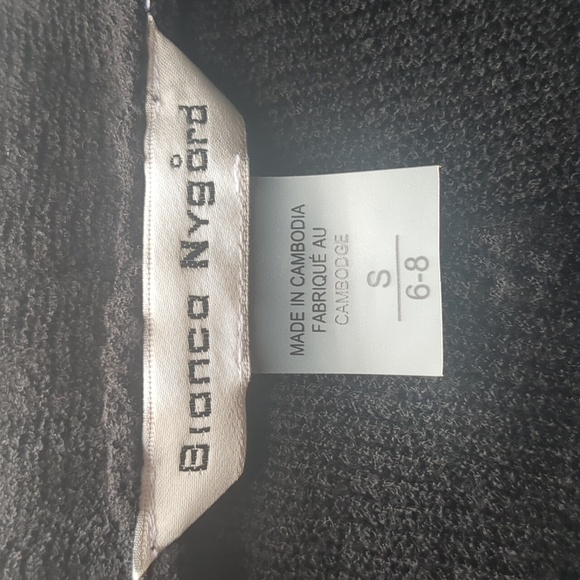 Bianca Nygård
MADE IN CAMBODIA
FABRIQUÉ AU
CAMBODGE
S
6-8